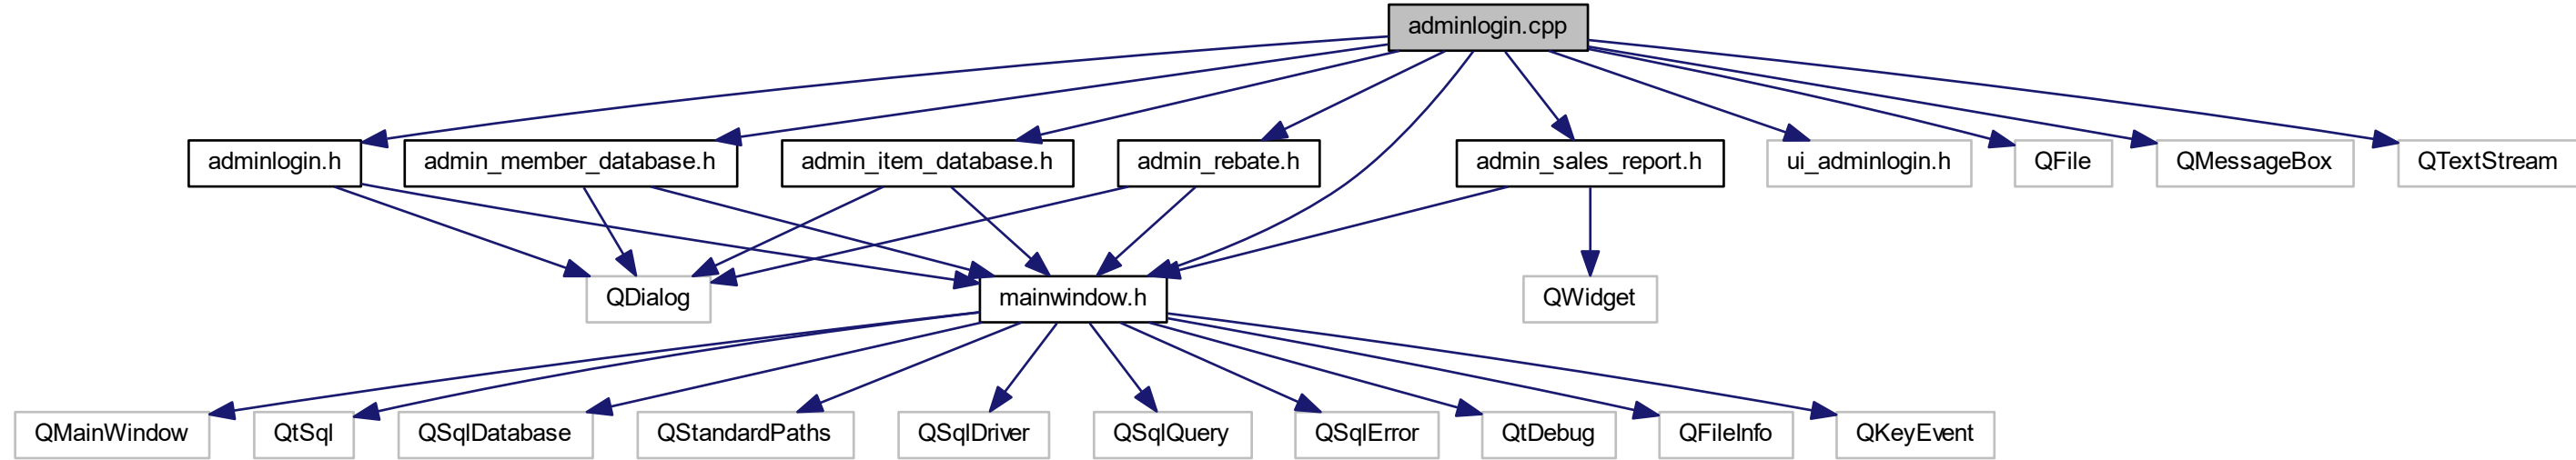 adminlogin.cpp
adminlogin.h
admin_member_database.h
admin_item_database.h
admin_rebate.h
admin_sales_report.h
ui_adminlogin.h
QFile
QMessageBox
QTextStream
QDialog
mainwindow.h
QWidget
QMainWindow
QtSql
QSqlDatabase
QStandardPaths
QSqlDriver
QSqlQuery
QSqlError
QtDebug
QFileInfo
QKeyEvent